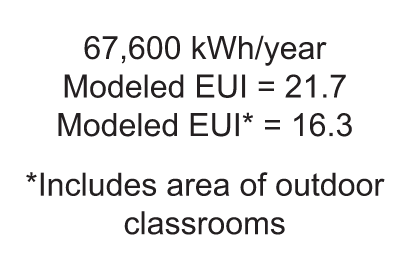 67,600 kWh/year
Modeled EUI = 21.7
Modeled EUI* = 16.3
*Includes area of outdoor
classrooms